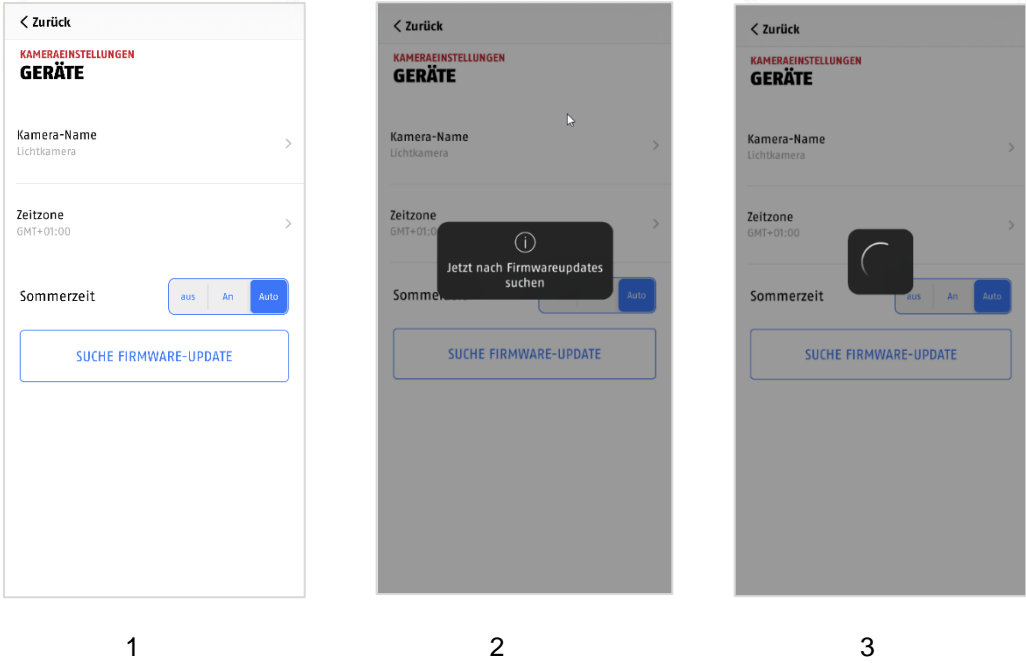 Zurück
KAMERAEINSTELLUNGEN
GERÄTE
Kamera-Name
Lichtkamera
Zeitzone
GMT+01:00
Sommerzeit
aus An Auto
SUCHE FIRMWARE-UPDATE
1
Zurück
KAMERAEINSTELLUNGEN
GERÄTE
Kamera-Name
Lichtkamera
Zeitzone
GMT+01:0
Jetzt nach Firmwareupdates
suchen
Somme
Auto
SUCHE FIRMWARE-UPDATE
2
Zurück
KAMERAEINSTELLUNGEN
GERÄTE
Kamera-Name
Lichtkamera
Zeitzone
GMT+01:00
Sommerzeit
aus An Auto
SUCHE FIRMWARE-UPDATE
3